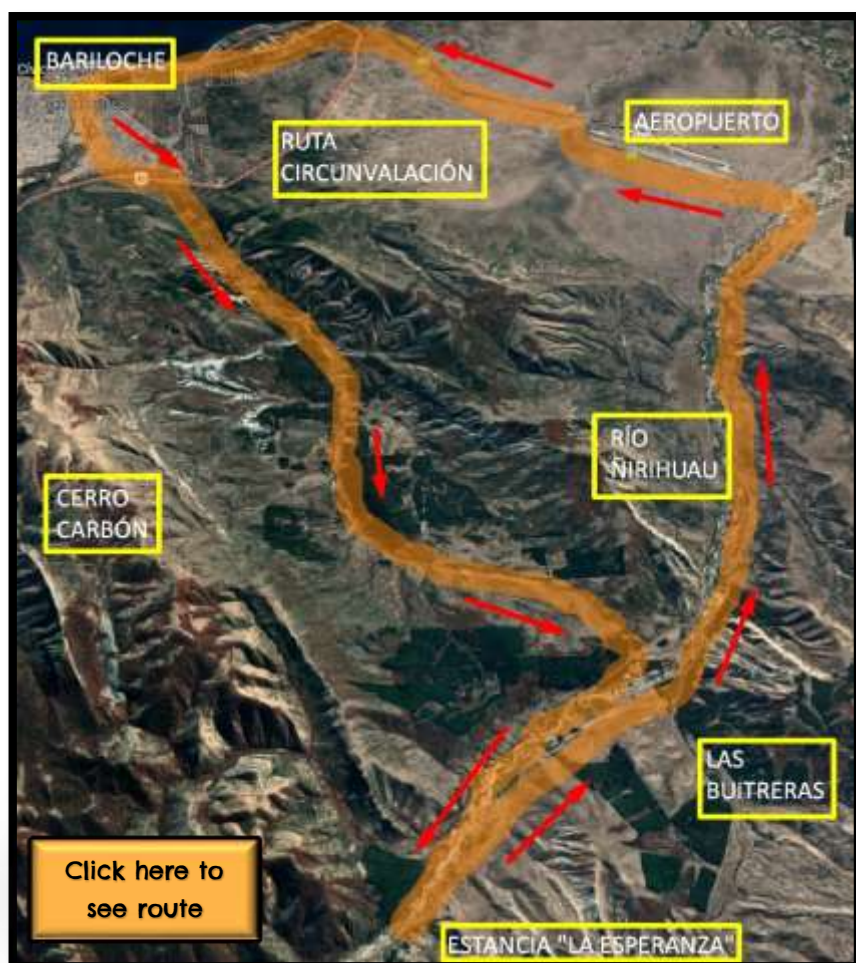 BARILOCHE
AEROPUERTO
RUTA
CIRCUNVALACIÓN
RÍO
ÑIRIHUAU
CERRO
CARBÓN
LAS
BUITRERAS
Click here to
see route
ESTANCIA "LA ESPERANZA"